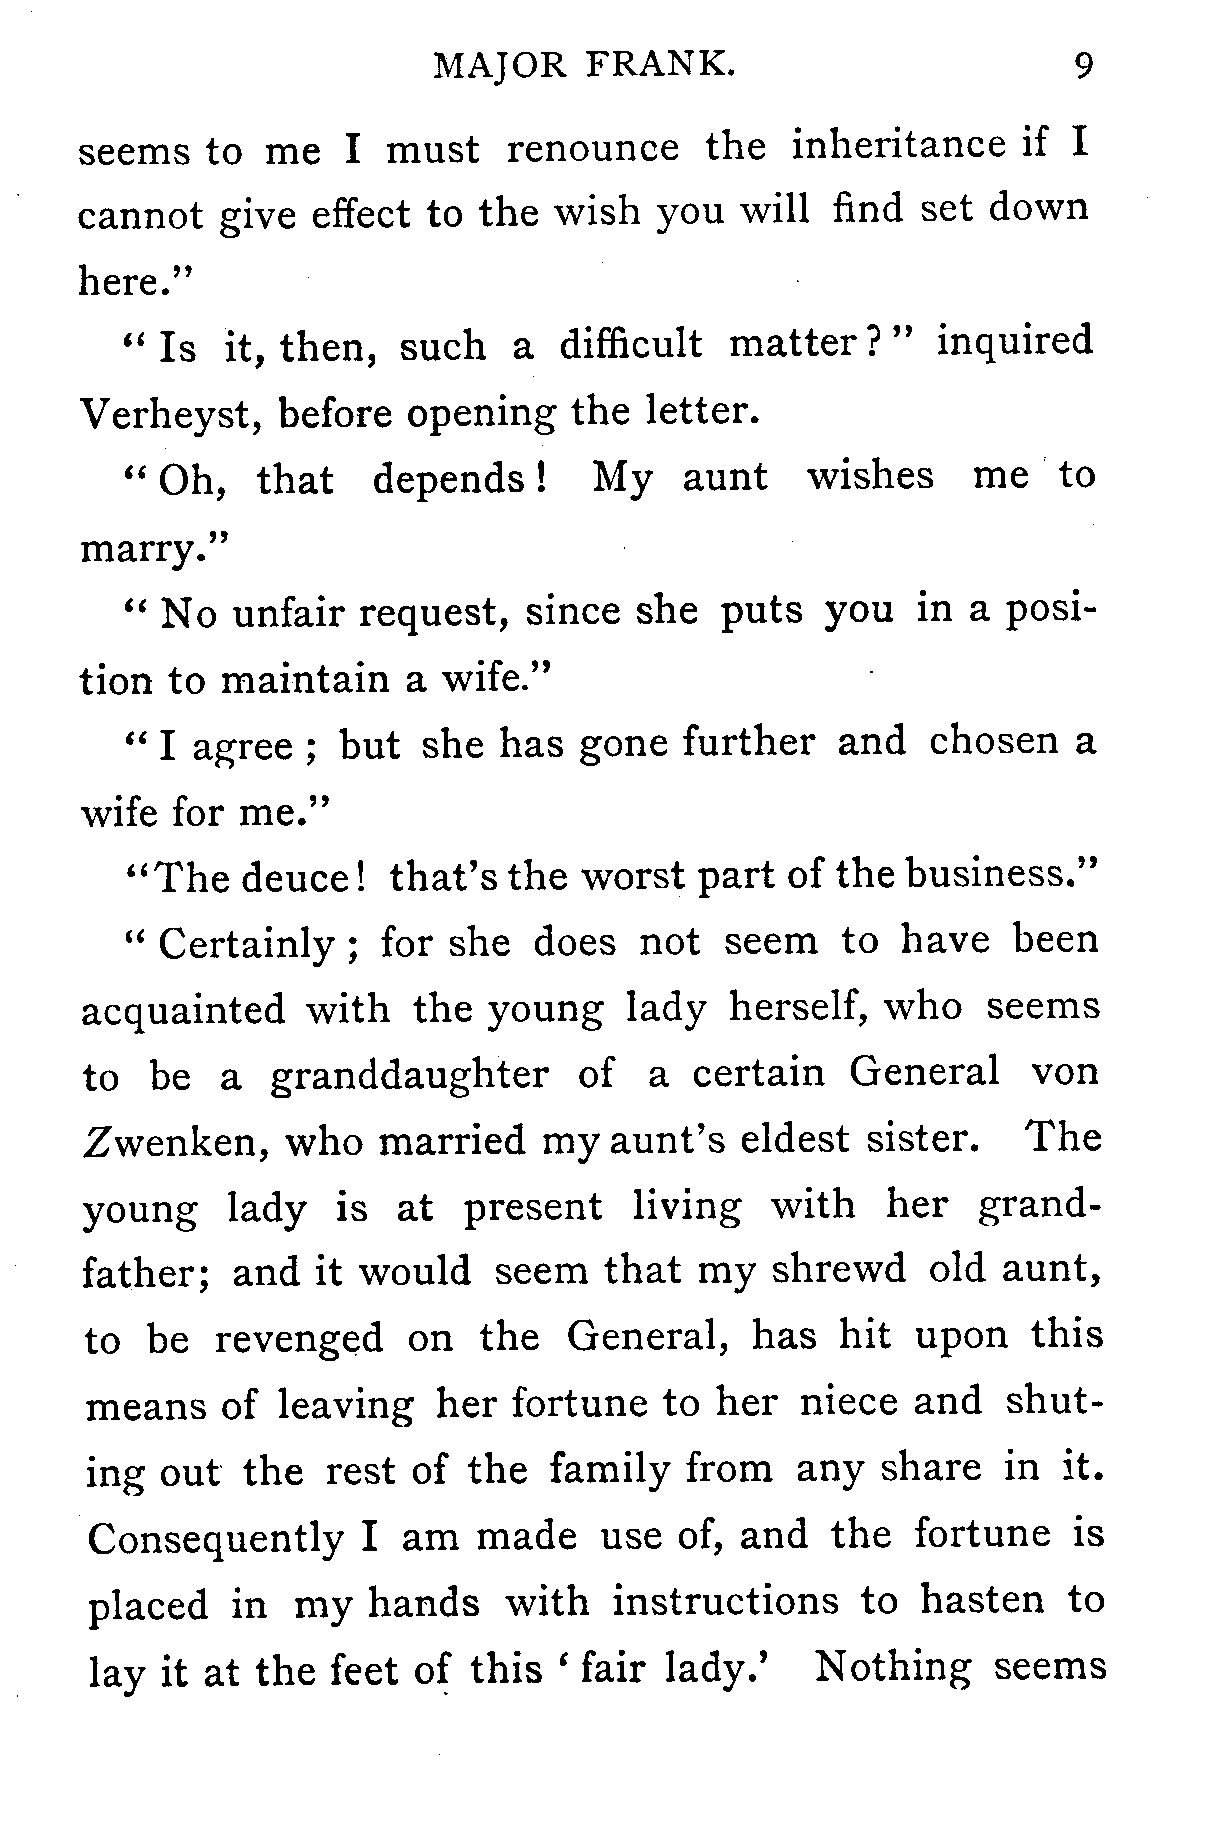 MAJOR FRANK. 9
seems to me I must renounce the inheritance if I
cannot give effect to the wish you will find set down
here."
" Is it, then, such a difficult matter ? " inquired
Verheyst, before opening the letter.
" Oh, that depends ! My aunt wishes me to
marry."
" No unfair request, since she puts you in a posi-
tion to maintain a wife."
" I agree ; but she has gone further and chosen a
wife for me."
"The deuce! that's the worst part of the business."
" Certainly ; for she does not seem to have been
acquainted with the young lady herself, who seems
to be a granddaughter of a certain General von
Zwenken, who married my aunt's eldest sister. The
young lady is at present living with her grand-
father; and it would seem that my shrewd old aunt,
to be revenged on the General, has hit upon this
means of leaving her fortune to her niece and shut-
ing out the rest of the family from any share in it.
Consequently I am made use of, and the fortune is
placed in my hands with instructions to hasten to
lay it at the feet of this ' fair lady.' Nothing seems